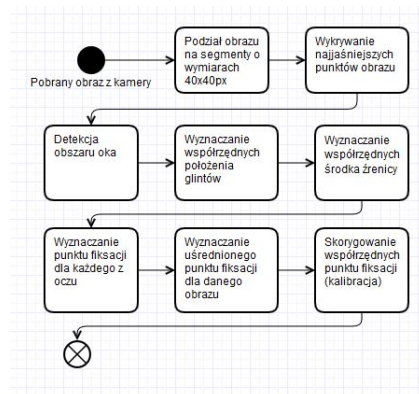 Pobrany obraz z kamery
Podział obrazu
na segmenty o
wymiarach
40x40px
Wykrywanie
najjaśniejszych
punktów obrazu
Detekcja
obszaru oka
Wyznaczanie
współrzędnych
położenia
glintów
Wyznaczanie
współrzędnych
środka źrenicy
Wyznaczanie
punktu fiksacji
dla każdego z
oczu
Wyznaczanie
uśrednionego
punktu fiksacji
dla danego
obrazu
Skorygowanie
współrzędnych
punktu fiksacji
(kalibracja)